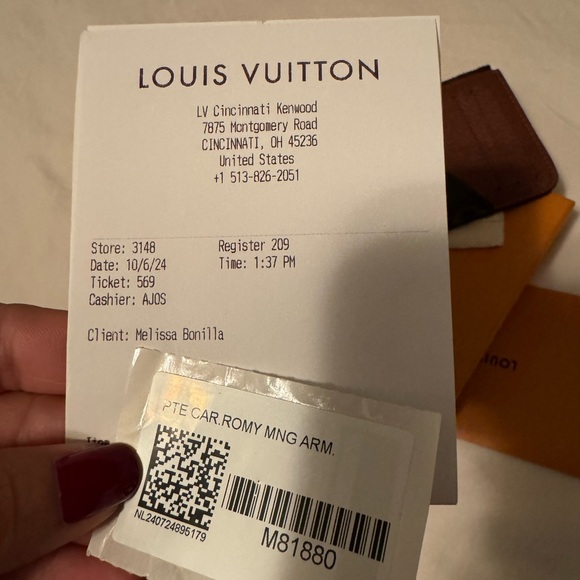 LOUIS VUITTON
LV Cincinnati Kenwood
7875 Montgomery Road
CINCINNATI, OH 45236
United States
+1 513-826-2051
Store: 3148 Register 209
Date: 10/6/24 Time: 1:37 PM
Ticket: 569
Cashier: AJOS
Client: Melissa Bonilla
PTE CAR.ROMY MNG ARM.
NL240724895179
M81880
LOUIS